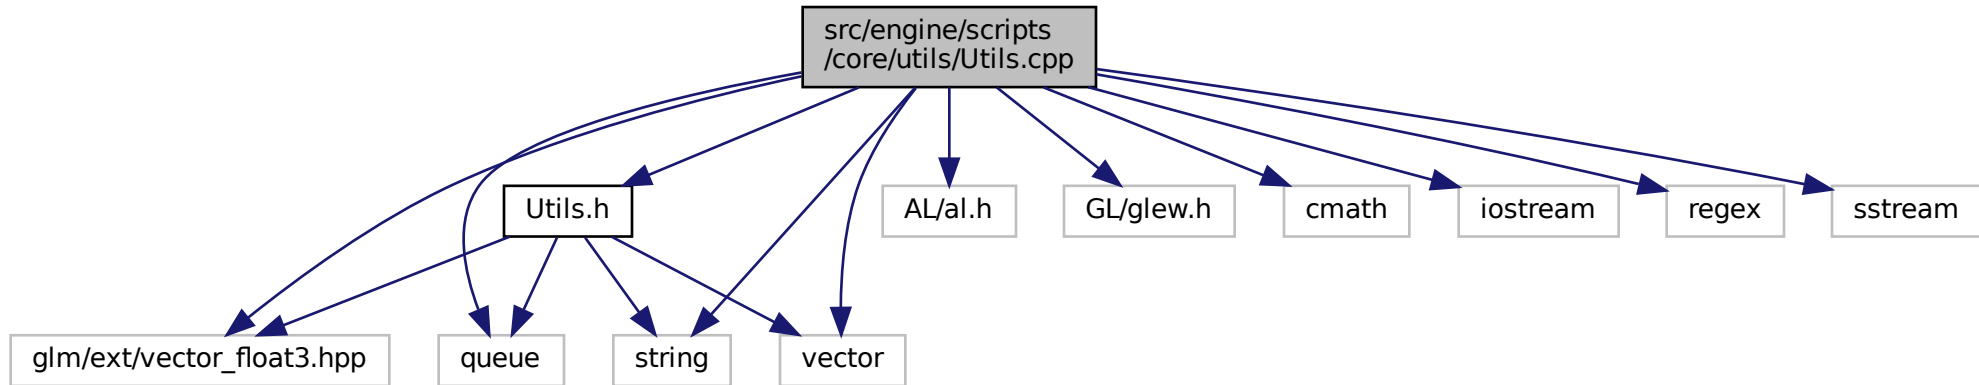 src/engine/scripts
/core/utils/Utils.cpp
Utils.h
AL/al.h
GL/glew.h
cmath
iostream
regex
sstream
glm/ext/vector_float3.hpp
queue
string
vector